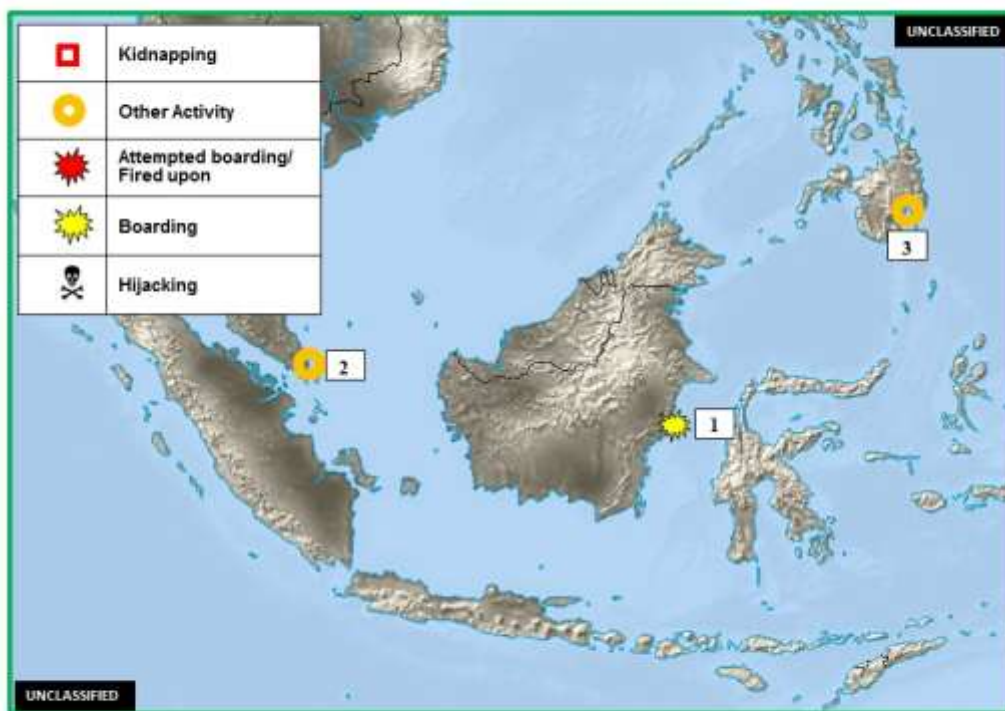 UNCLASSIFIED
Kidnapping
Other Activity
Attempted boarding/
Fired upon
Boarding
Hijacking
3
2
1
UNCLASSIFIED